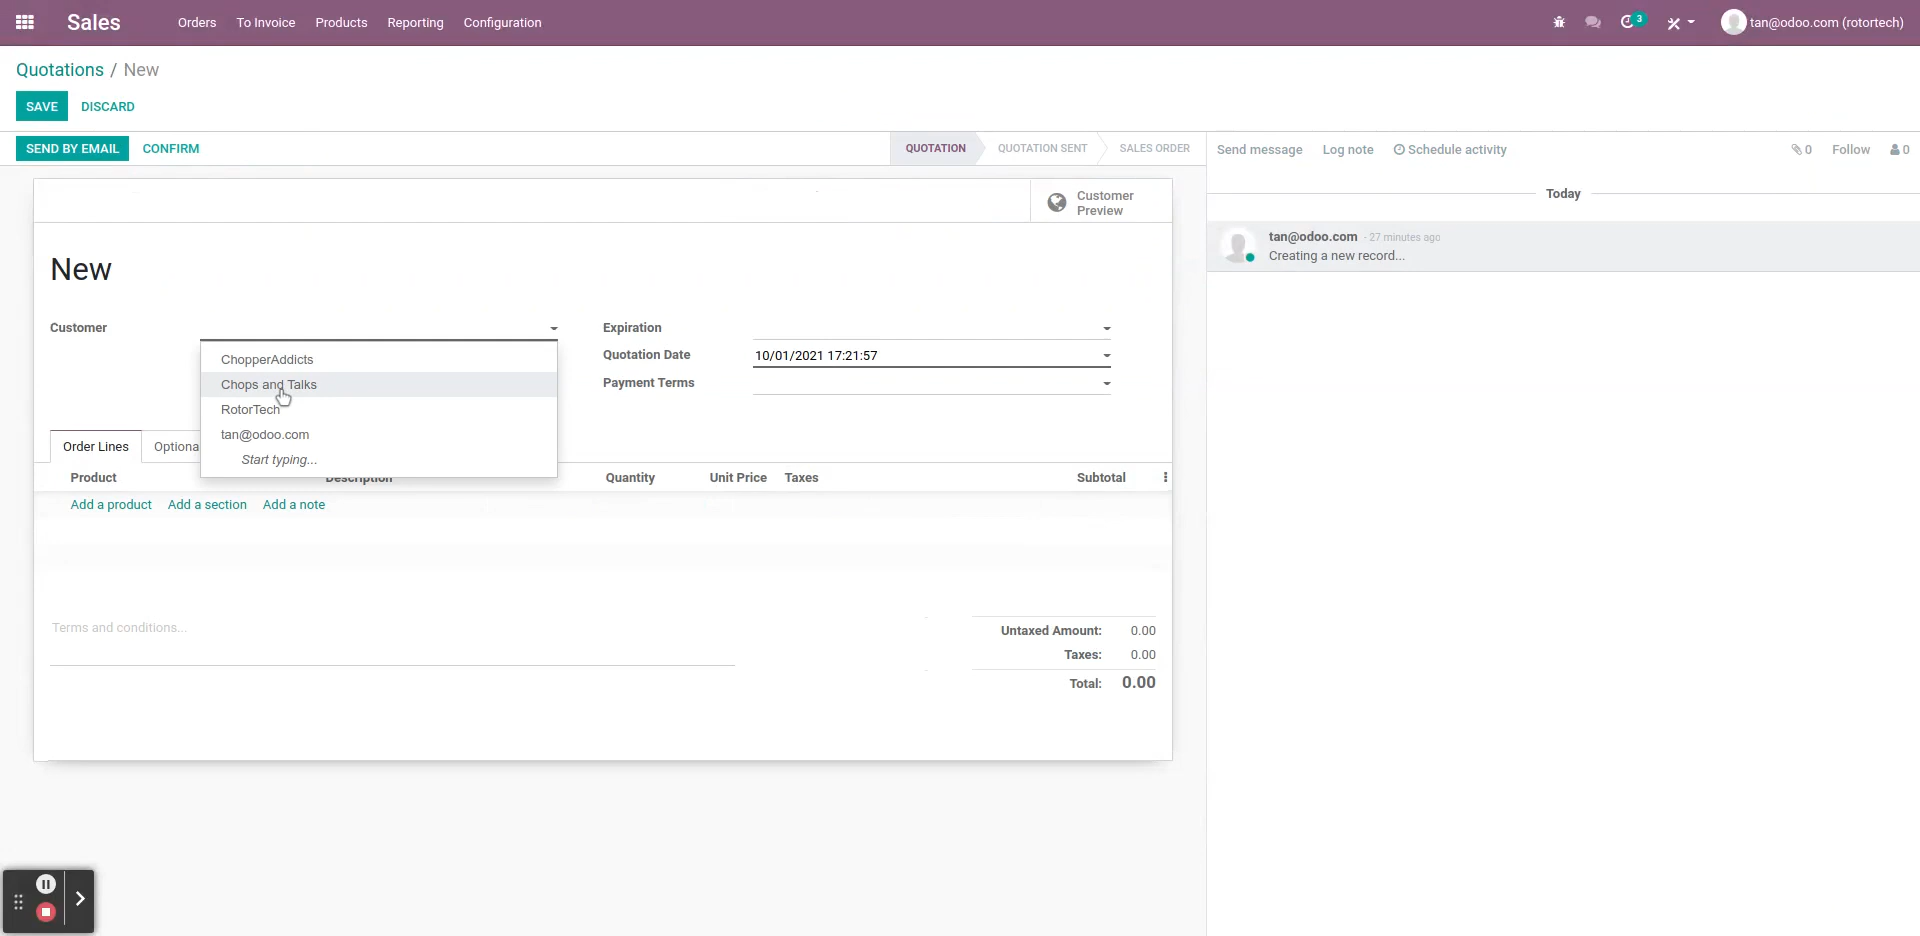 Sales Orders To Invoice Products Reporting Configuration 3 tan@odoo.com (rotortech)
Quotations / New
SAVE DISCARD
SEND BY EMAIL CONFIRM QUOTATION QUOTATION SENT SALES ORDER Send message Log note Schedule activity 0 Follow 0
Today
Customer
Preview
tan@odoo.com - 27 minutes ago
Creating a new record...
New
Customer Expiration
ChopperAddicts
Quotation Date 10/01/2021 17:21:57
Chops and Talks
Payment Terms
RotorTech
tan@odoo.com
Start typing...
Order Lines Optiona
Product Description Quantity Unit Price Taxes Subtotal
Add a product Add a section Add a note
Terms and conditions...
Untaxed Amount: 0.00
Taxes: 0.00
Total: 0.00